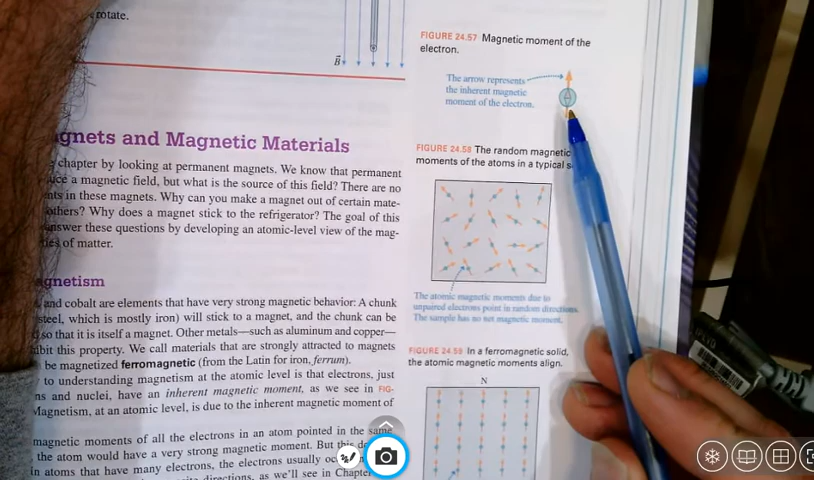 rotate.
B
gnets and Magnetic Materials
chapter by looking at permanent magnets. We know that permanent
a magnetic field, but what is the source of this field? There are no
in these magnets. Why can you make a magnet out of certain mate-
others? Why does a magnet stick to the refrigerator? The goal of this
answer these questions by developing an atomic-level view of the mag-
of matter.
gnetism
and cobalt are elements that have very strong magnetic behavior: A chunk
steel, which is mostly iron) will stick to a magnet, and the chunk can be
so that it is itself a magnet. Other metals—such as aluminum and copper—
bit this property. We call materials that are strongly attracted to magnets
be magnetized ferromagnetic (from the Latin for iron, ferrum).
to understanding magnetism at the atomic level is that electrons, just
ns and nuclei, have an inherent magnetic moment, as we see in FIG-
Magnetism, at an atomic level, is due to the inherent magnetic moment of
magnetic moments of all the electrons in an atom pointed in the same
the atom would have a very strong magnetic moment. But
in atoms that have many electrons, the electrons usually
directions, as we'll see in Chapter
FIGURE 24.57 Magnetic moment of the
electron.
The arrow represents
the inherent magnetic
moment of the electron.
FIGURE 24.58 The random magnetic
moments of the atoms in a typical s
The atomic magnetic moments due to
unpaired electrons point in random directions.
The sample has no net magnetic moment.
FIGURE 24.59 In a ferromagnetic solid,
the atomic magnetic moments align.
N